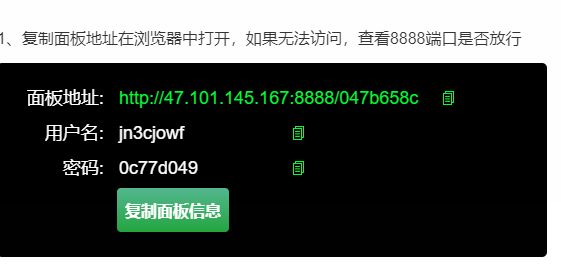 1、复制面板地址在浏览器中打开，如果无法访问，查看8888端口是否放行
面板地址: http://47.101.145.167:8888/047b658c
用户名: jn3cjowf
密码: 0c77d049
复制面板信息